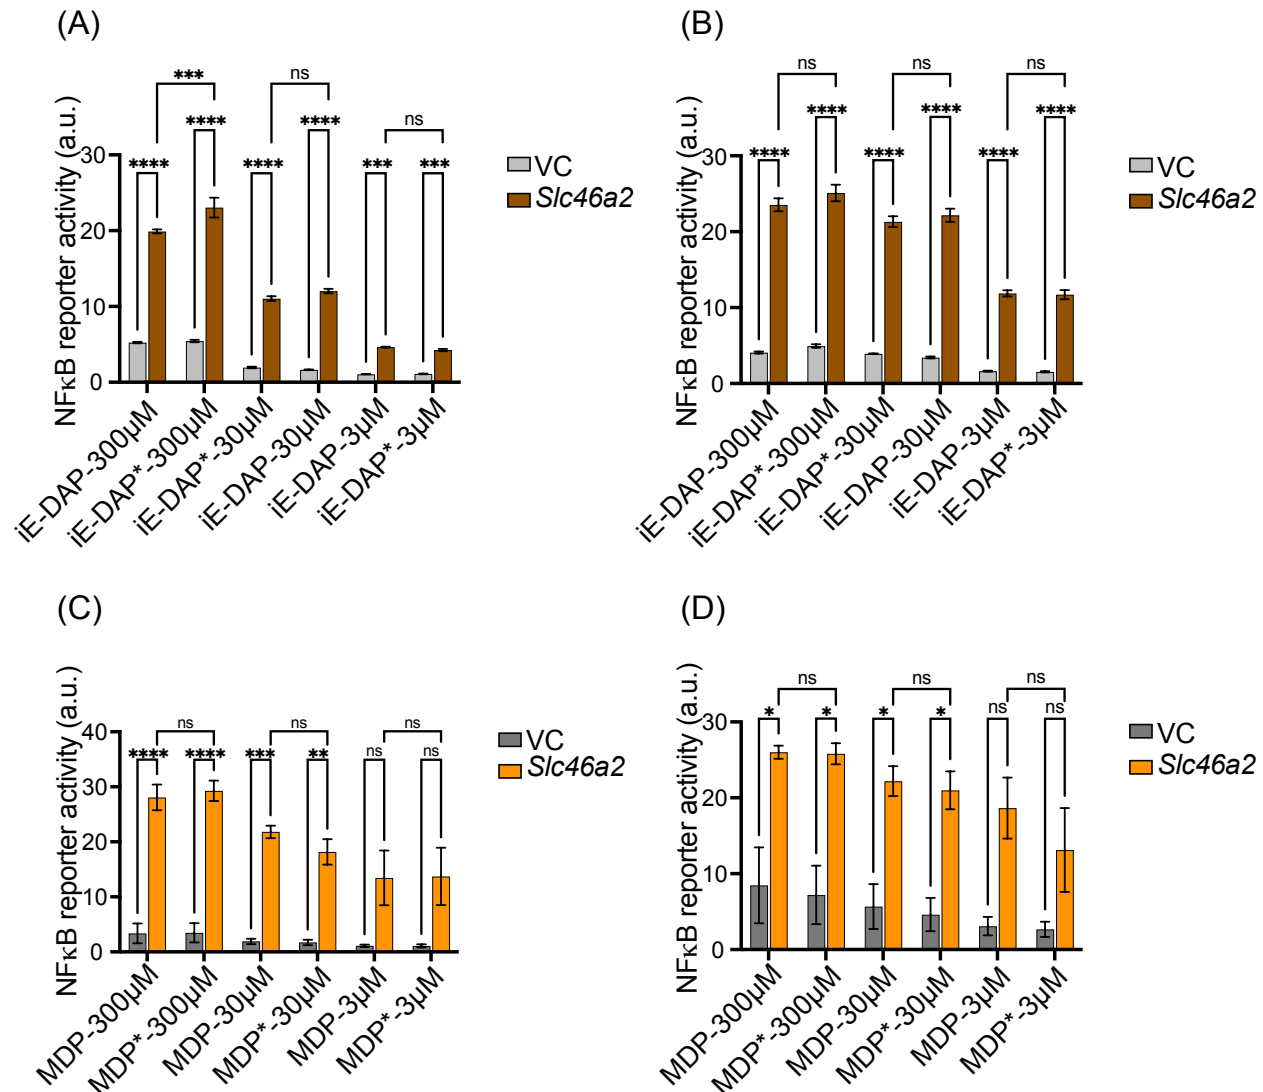 (A)
NFκB reporter activity (a.u.)
30
20
10
0
***
ns
ns
****
****
****
****
***
***
VC
Slc46a2
iE-DAP-300μM
iE-DAP*-300μM
iE-DAP*-30μM
iE-DAP-30μM
iE-DAP-3μM
iE-DAP*-3μM
(B)
NFκB reporter activity (a.u.)
30
20
10
0
ns
ns
ns
****
****
****
****
****
****
VC
Slc46a2
iE-DAP-300μM
iE-DAP*-300μM
iE-DAP*-30μM
iE-DAP-30μM
iE-DAP-3μM
iE-DAP*-3μM
(C)
NFκB reporter activity (a.u.)
40
30
20
10
0
ns
ns
ns
****
****
***
**
ns
ns
VC
Slc46a2
MDP-300μM
MDP*-300μM
MDP-30μM
MDP*-30μM
MDP-3μM
MDP*-3μM
(D)
NFκB reporter activity (a.u.)
30
20
10
0
ns
ns
ns
*
*
*
*
ns
ns
VC
Slc46a2
MDP-300μM
MDP*-300μM
MDP-30μM
MDP*-30μM
MDP-3μM
MDP*-3μM